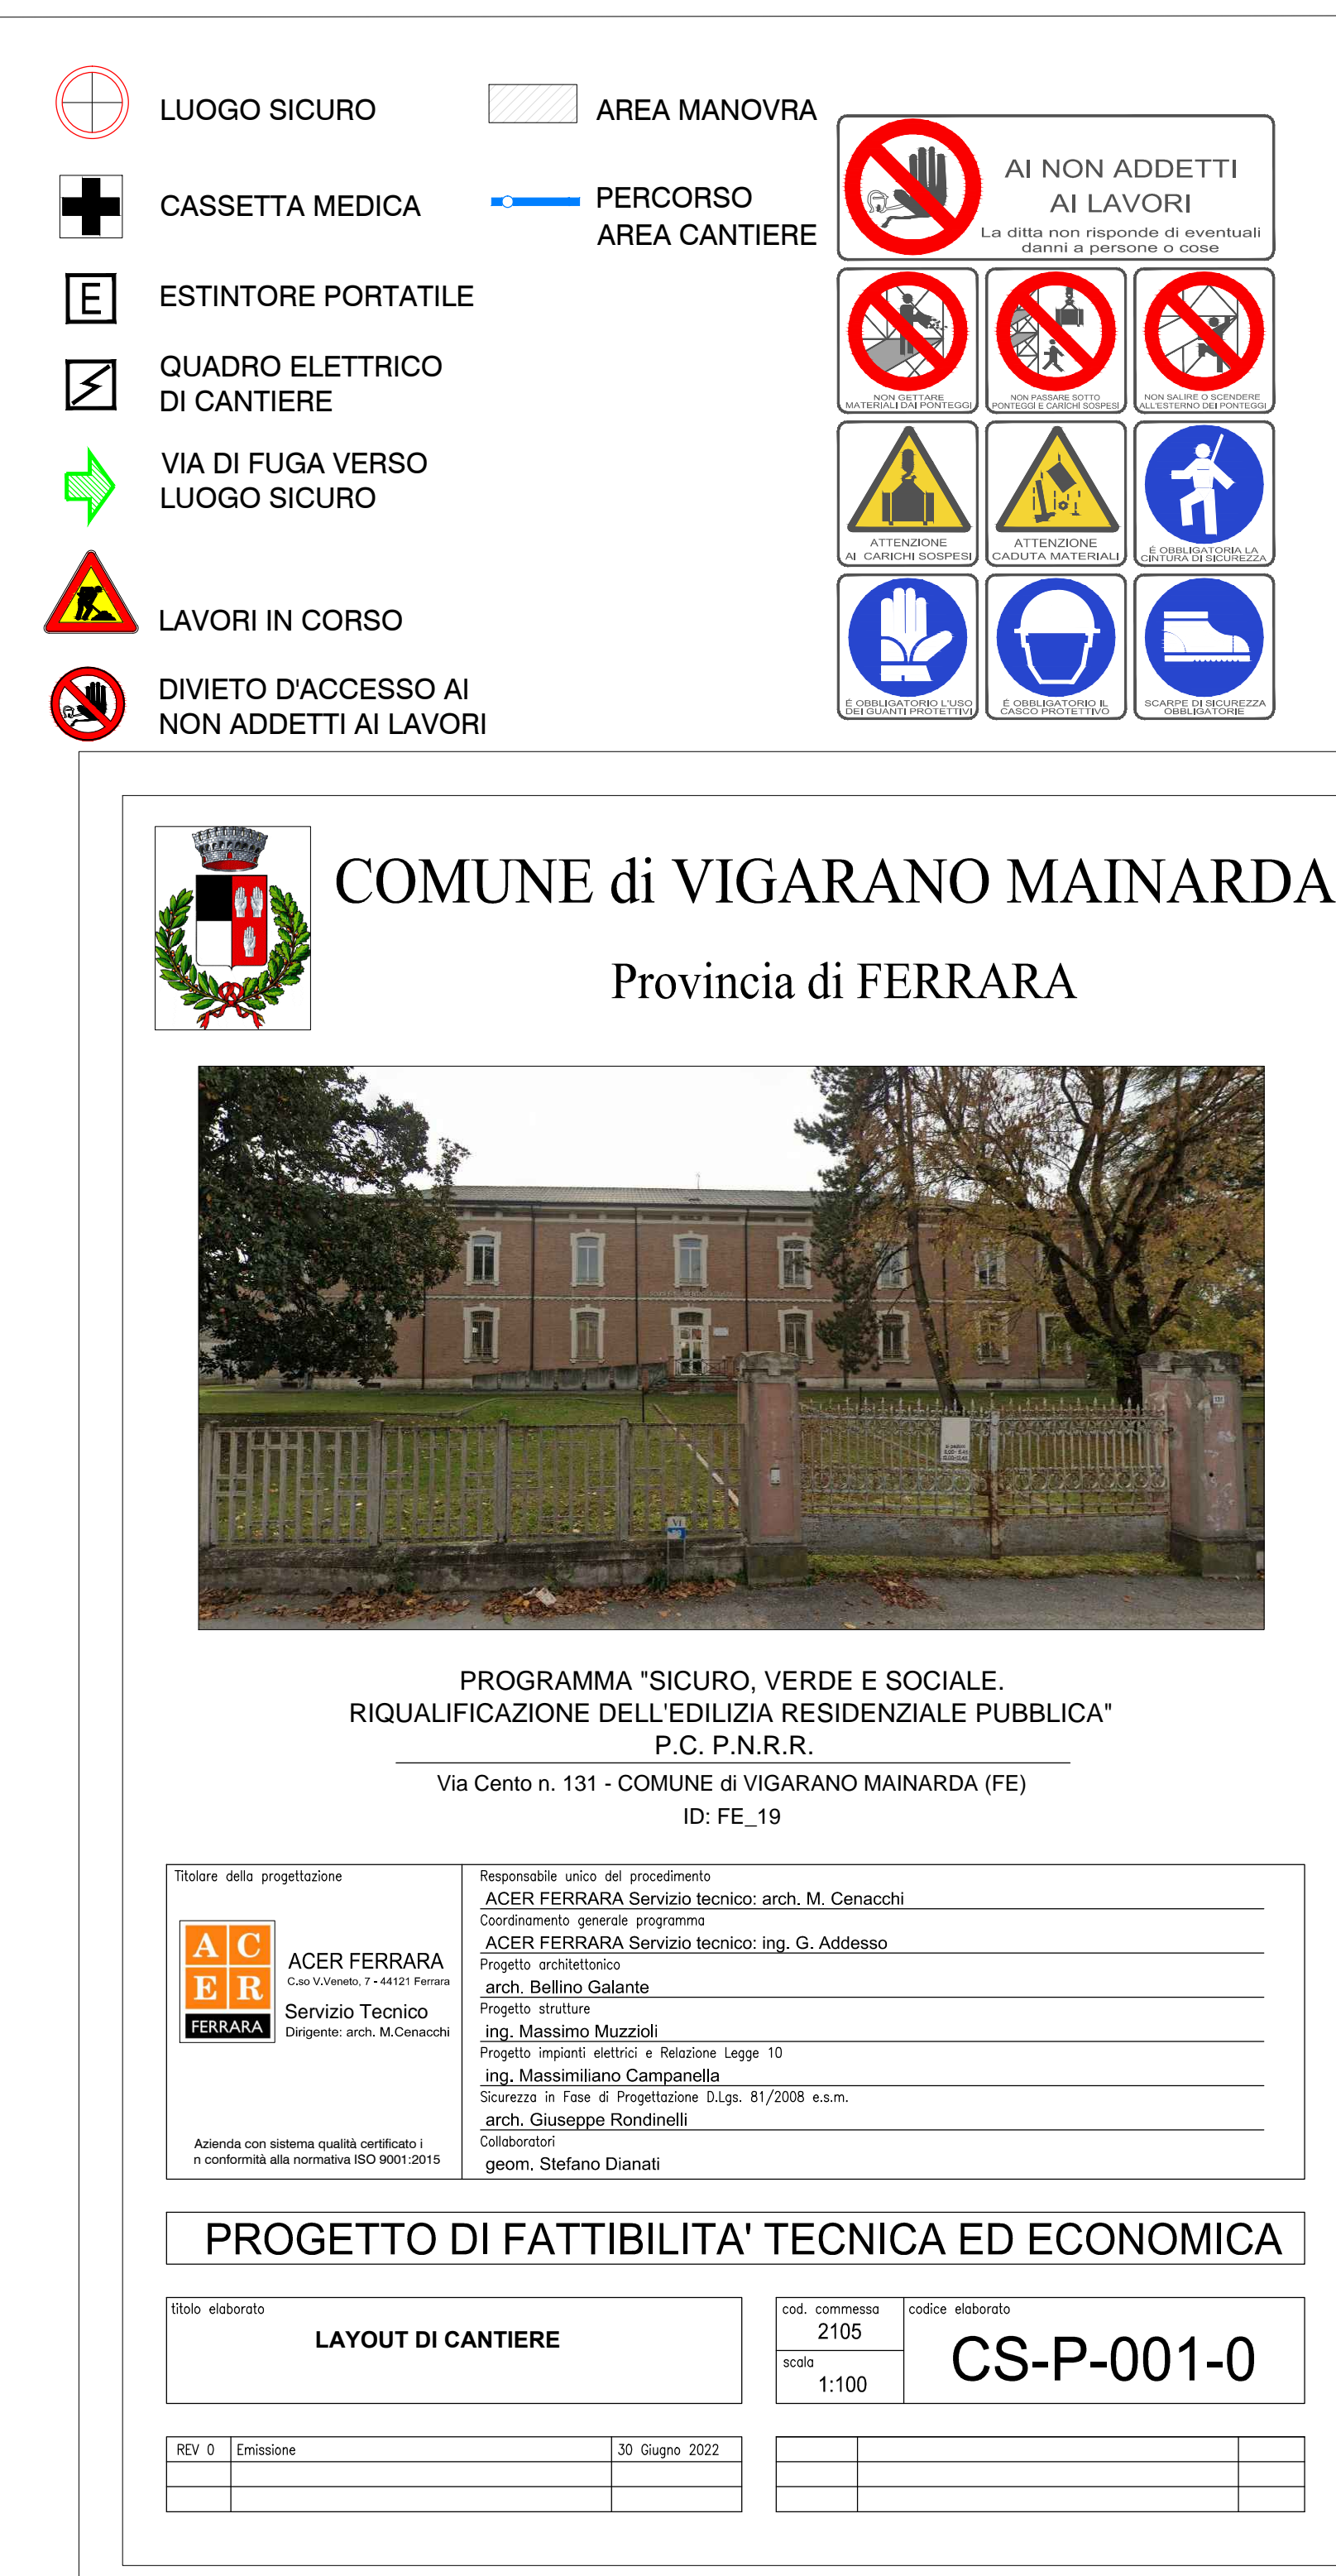 LUOGO SICURO
AREA MANOVRA
CASSETTA MEDICA
PERCORSO
AREA CANTIERE
E
ESTINTORE PORTATILE
QUADRO ELETTRICO
DI CANTIERE
VIA DI FUGA VERSO
LUOGO SICURO
LAVORI IN CORSO
DIVIETO D'ACCESSO AI
NON ADDETTI AI LAVORI
AI NON ADDETTI
AI LAVORI
La ditta non risponde di eventuali
danni a persone o cose
NON GETTARE
MATERIALI DAI PONTEGGI
NON PASSARE SOTTO
PONTEGGI E CARICHI SOSPESI
NON SALIRE O SCENDERE
ALL'ESTERNO DEI PONTEGGI
ATTENZIONE
AI CARICHI SOSPESI
ATTENZIONE
CADUTA MATERIALI
É OBBLIGATORIA LA
CINTURA DI SICUREZZA
É OBBLIGATORIO L'USO
DEI GUANTI PROTETTIVI
É OBBLIGATORIO IL
CASCO PROTETTIVO
SCARPE DI SICUREZZA
OBBLIGATORIE
COMUNE di VIGARANO MAINARDA
Provincia di FERRARA
PROGRAMMA "SICURO, VERDE E SOCIALE.
RIQUALIFICAZIONE DELL'EDILIZIA RESIDENZIALE PUBBLICA"
P.C. P.N.R.R.
Via Cento n. 131 - COMUNE di VIGARANO MAINARDA (FE)
ID: FE_19
Titolare della progettazione
ACER
FERRARA
ACER FERRARA
C.so V.Veneto, 7 - 44121 Ferrara
Servizio Tecnico
Dirigente: arch. M.Cenacchi
Azienda con sistema qualità certificato i
n conformità alla normativa ISO 9001:2015
Responsabile unico del procedimento
ACER FERRARA Servizio tecnico: arch. M. Cenacchi
Coordinamento generale programma
ACER FERRARA Servizio tecnico: ing. G. Addesso
Progetto architettonico
arch. Bellino Galante
Progetto strutture
ing. Massimo Muzzioli
Progetto impianti elettrici e Relazione Legge 10
ing. Massimiliano Campanella
Sicurezza in Fase di Progettazione D.Lgs. 81/2008 e.s.m.
arch. Giuseppe Rondinelli
Collaboratori
geom. Stefano Dianati
PROGETTO DI FATTIBILITA' TECNICA ED ECONOMICA
titolo elaborato
LAYOUT DI CANTIERE
cod. commessa
2105
scala
1:100
codice elaborato
CS-P-001-0
REV 0 Emissione 30 Giugno 2022